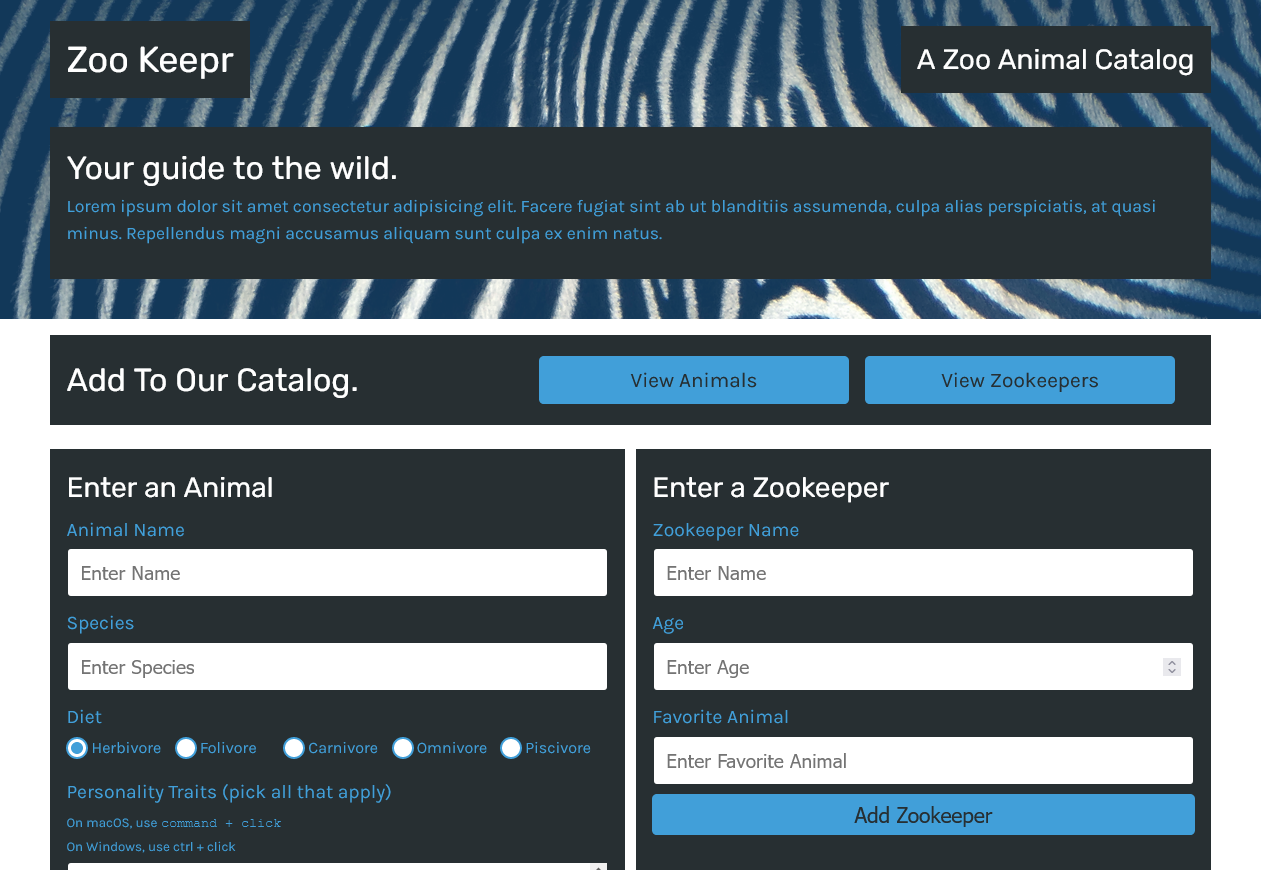 Zoo Keepr
A Zoo Animal Catalog
Your guide to the wild.
Lorem ipsum dolor sit amet consectetur adipisicing elit. Facere fugiat sint ab ut blanditiis assumenda, culpa alias perspiciatis, at quasi
minus. Repellendus magni accusamus aliquam sunt culpa ex enim natus.
Add To Our Catalog.
View Animals
View Zookeepers
Enter an Animal
Animal Name
Enter Name
Species
Enter Species
Diet
Herbivore Folivore Carnivore Omnivore Piscivore
Personality Traits (pick all that apply)
On macOS, use command + click
On Windows, use ctrl + click
Enter a Zookeeper
Zookeeper Name
Enter Name
Age
Enter Age
Favorite Animal
Enter Favorite Animal
Add Zookeeper